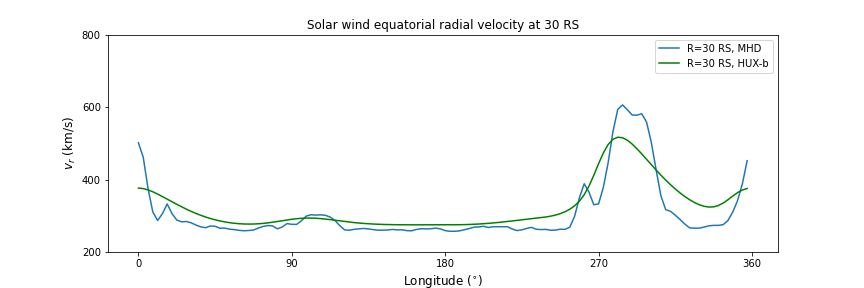 Solar wind equatorial radial velocity at 30 RS
800
600
400
200
v_r (km/s)
R=30 RS, MHD
R=30 RS, HUX-b
0
90
180
270
360
Longitude (°)